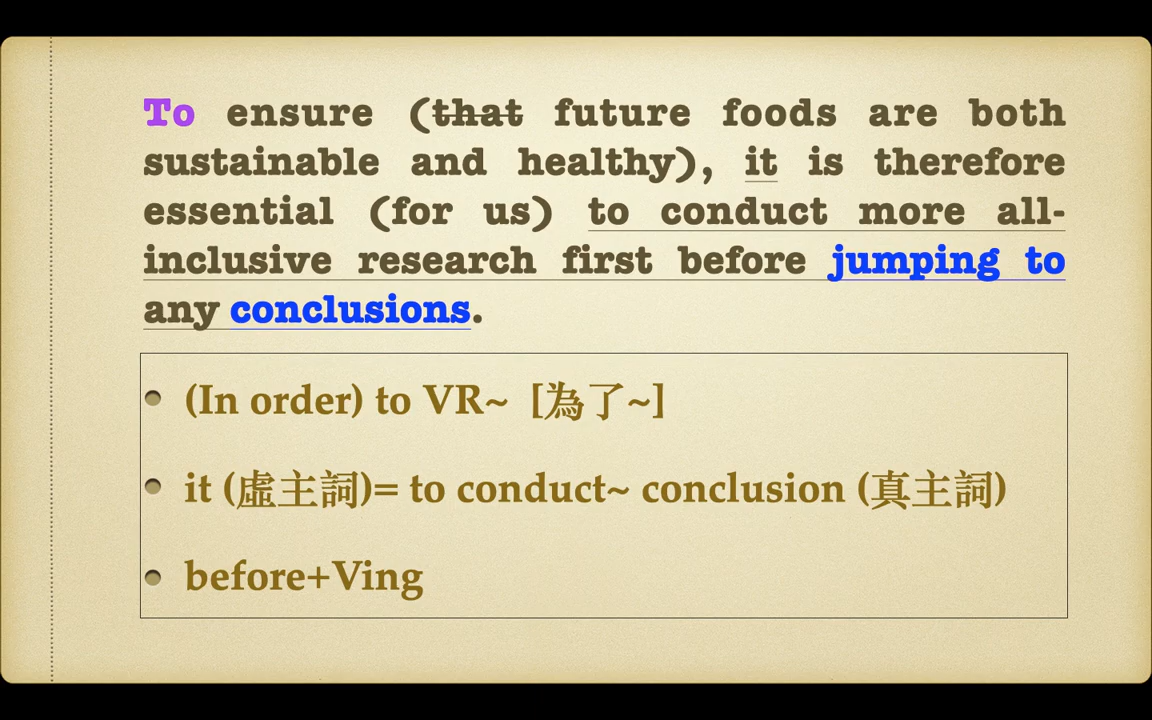 To ensure (that future foods are both
sustainable and healthy), it is therefore
essential (for us) to conduct more all-
inclusive research first before jumping to
any conclusions.
(In order) to VR~ [為了~]
it (虛主詞)= to conduct~ conclusion (真主詞)
before+Ving